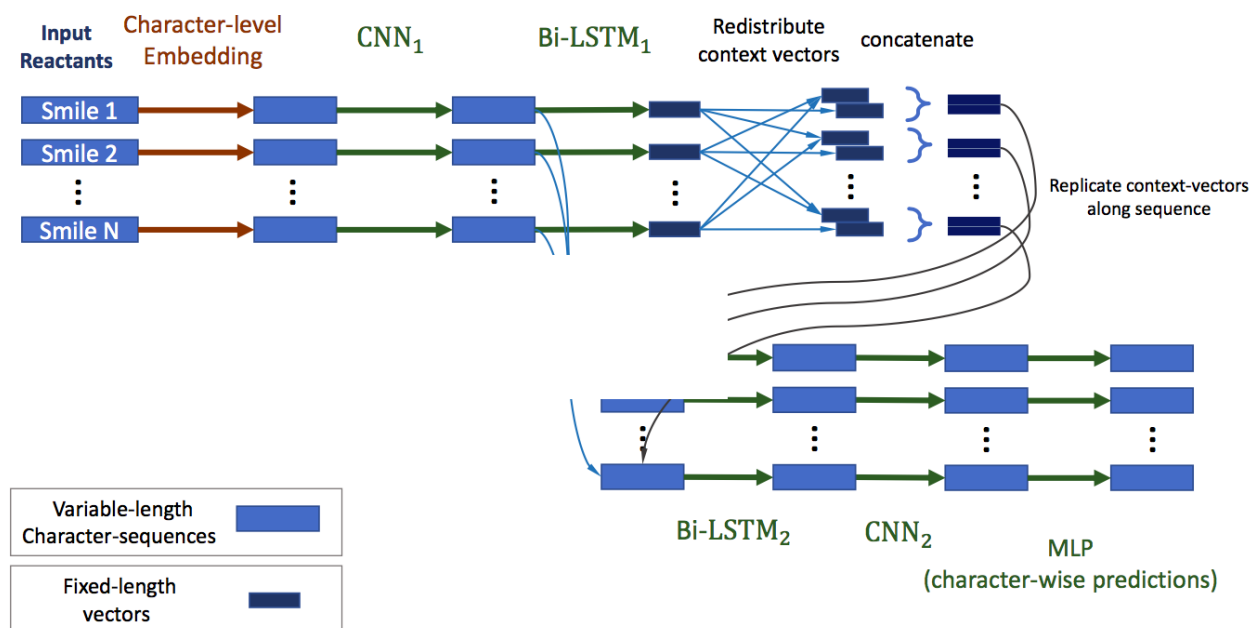 Input
Reactants
Character-level
Embedding
CNN₁
Bi-LSTM₁
Redistribute
context vectors
concatenate
Smile 1
Smile 2
Smile N
Replicate context-vectors
along sequence
Bi-LSTM₂
CNN₂
MLP
(character-wise predictions)
Variable-length
Character-sequences
Fixed-length
vectors